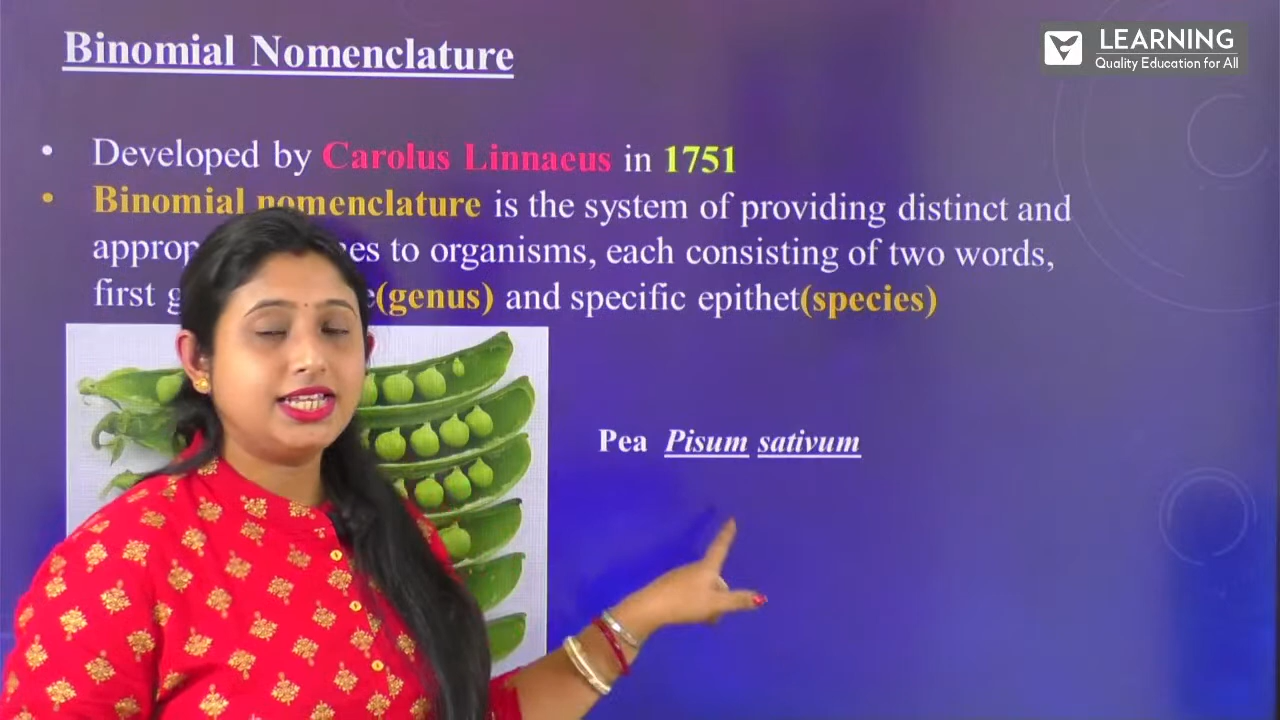 Binomial Nomenclature
LEARNING
Quality Education for All
• Developed by Carolus Linnaeus in 1751
• Binomial nomenclature is the system of providing distinct and
to organisms, each consisting of two words,
first (genus) and specific epithet(species)
Pea Pisum sativum